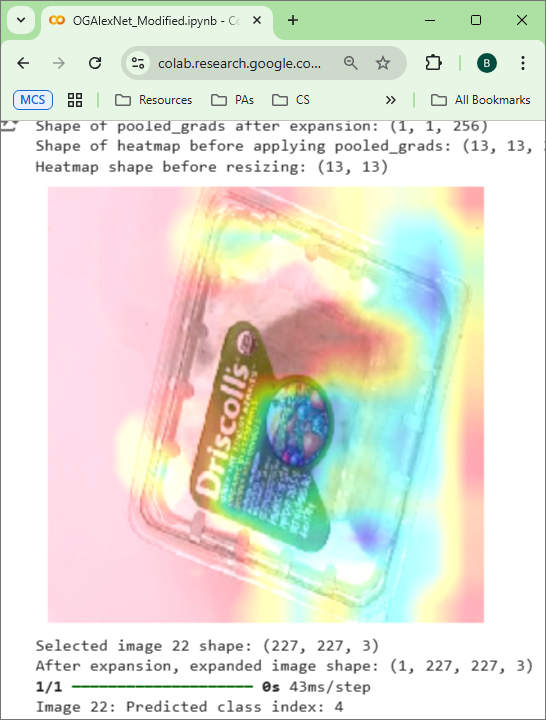 OGAlexNet_Modified.ipynb - Co
colab.research.google.co...
B
MCS
Resources
PAs
CS
All Bookmarks
Shape of pooled_grads after expansion: (1, 1, 256)
Shape of heatmap before applying pooled_grads: (13, 13,
Heatmap shape before resizing: (13, 13)
Driscoll's
Selected image 22 shape: (227, 227, 3)
After expansion, expanded image shape: (1, 227, 227, 3)
1/1 0s 43ms/step
Image 22: Predicted class index: 4